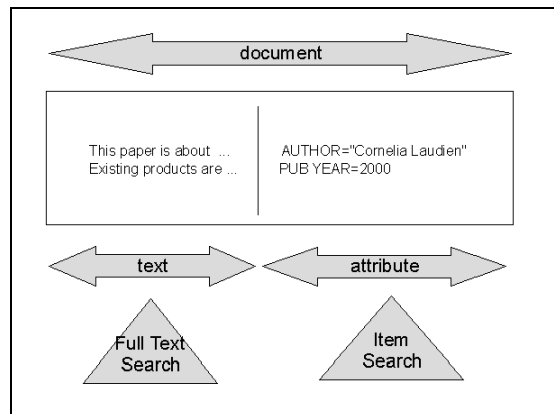 document
This paper is about ...
Existing products are ...
AUTHOR="Cornelia Laudien"
PUB YEAR=2000
text
attribute
Full Text
Search
Item
Search